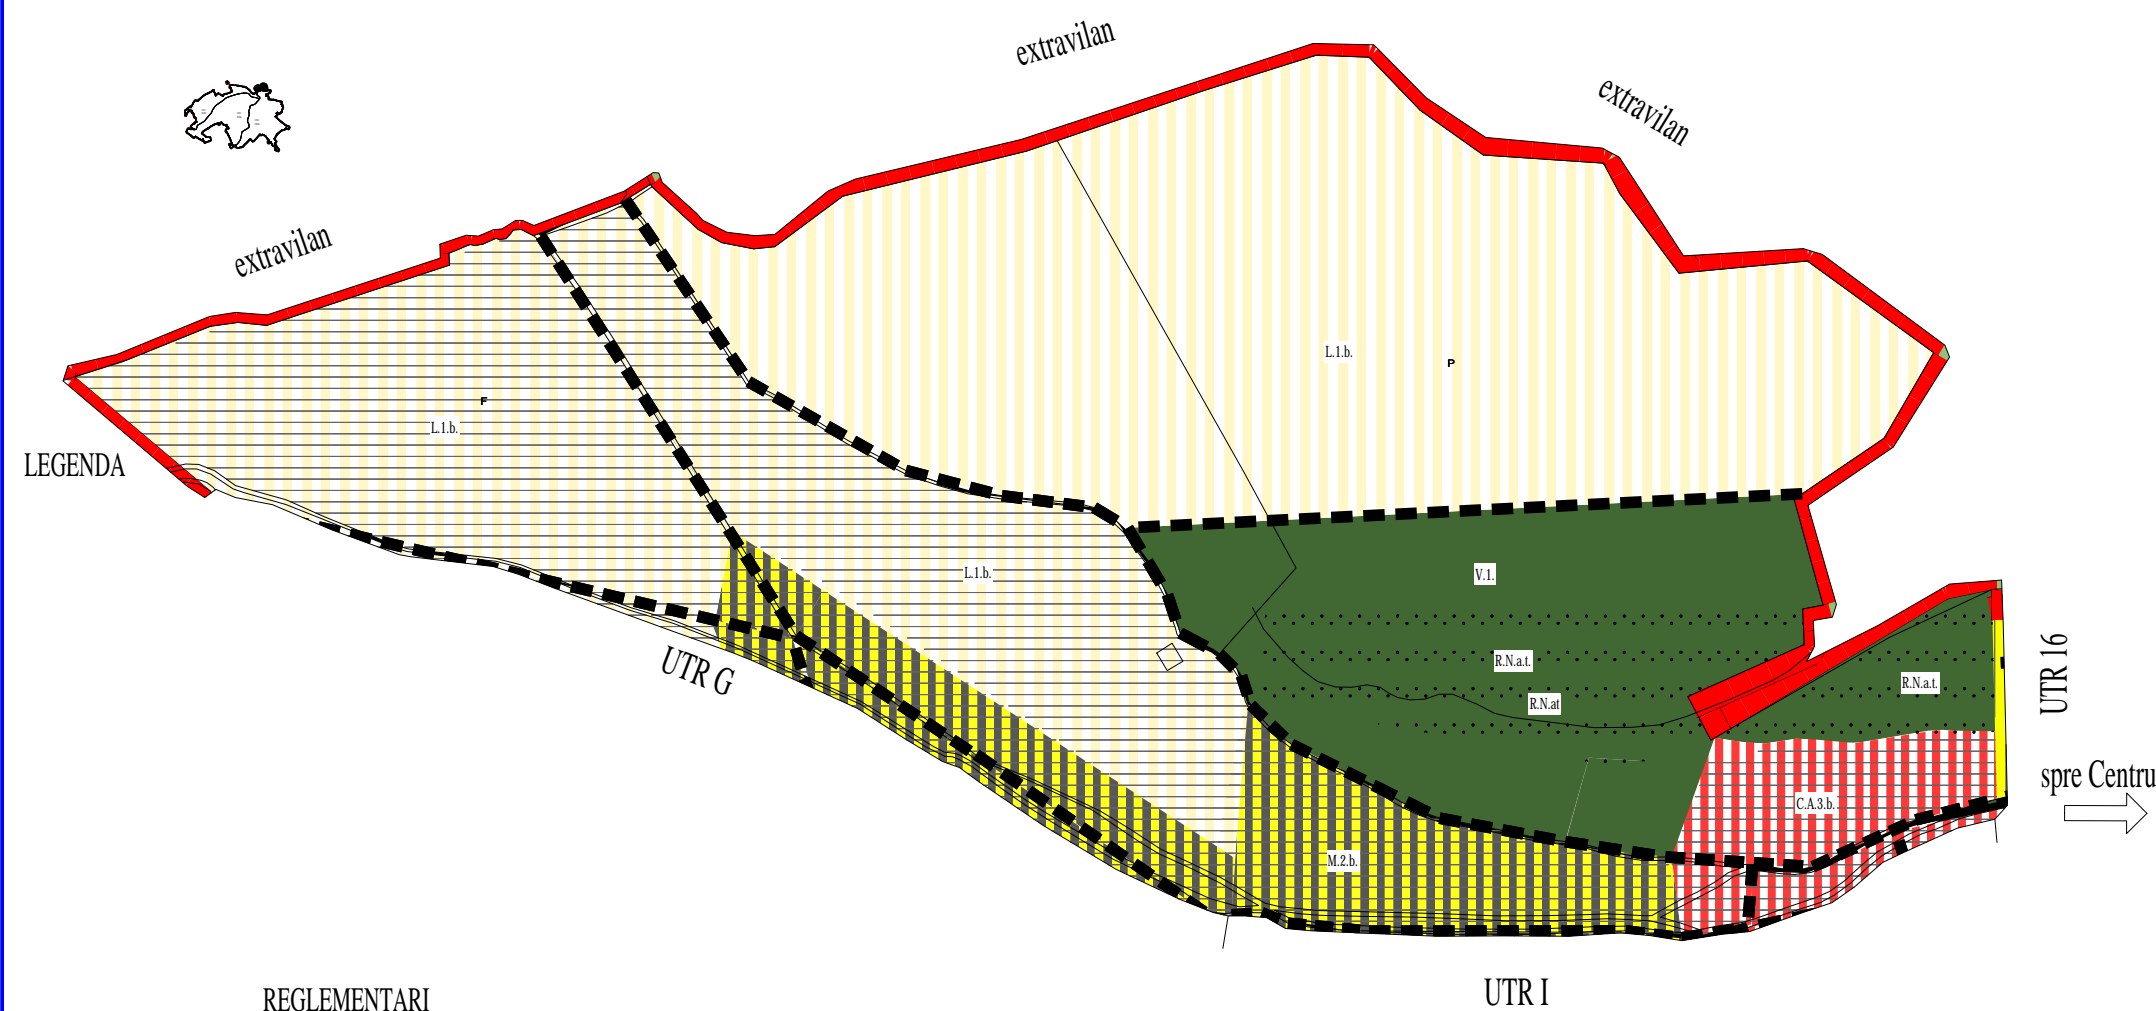 extravilan
extravilan
extravilan
L.1.b.
P
F
L.1.b.
LEGENDA
L.1.b.
V.1.
R.N.a.t.
R.N.a.t.
R.N.at
UTR G
UTR 16
spre Centru
C.A.3.b.
M.2.b.
UTR I
REGLEMENTARI